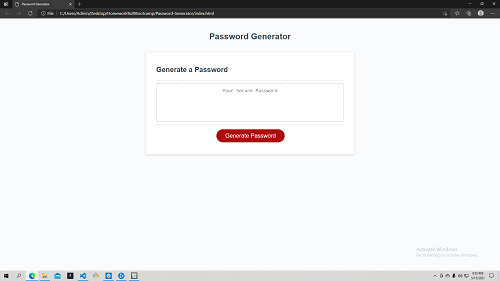 Password Generator
File
C:/Users/Admin/Desktop/Homework%20Bootcamp/Password-Generator/index.html
Password Generator
Generate a Password
Your Secure Password
Generate Password
Activate Windows
Go to Settings to activate Windows.